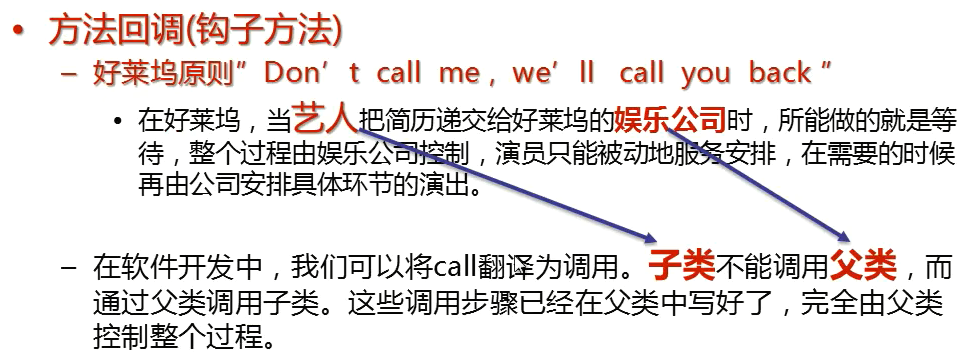 • 方法回调(钩子方法)
– 好莱坞原则”Don’t call me，we’ll call you back ”
• 在好莱坞，当艺人把简历递交给好莱坞的娱乐公司时，所能做的就是等
待，整个过程由娱乐公司控制，演员只能被动地服务安排，在需要的时候
再由公司安排具体环节的演出。
– 在软件开发中，我们可以将call翻译为调用。子类不能调用父类，而
通过父类调用子类。这些调用步骤已经在父类中写好了，完全由父类
控制整个过程。